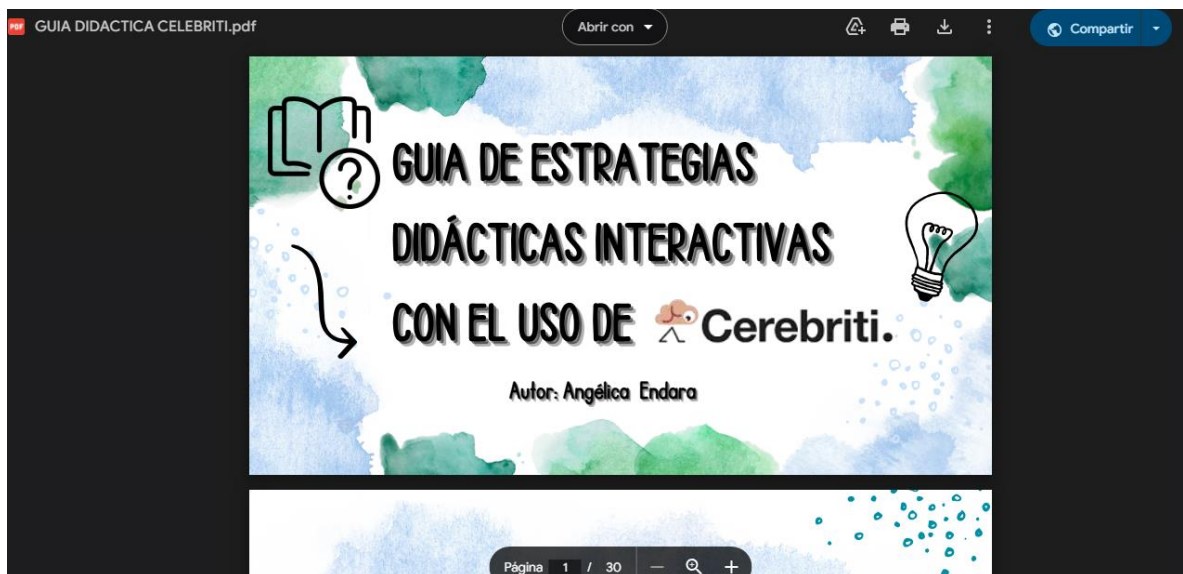 PDF GUIA DIDACTICA CELEBRITI.pdf
Abrir con
Compartir
?
GUIA DE ESTRATEGIAS
DIDÁCTICAS INTERACTIVAS
CON EL USO DE Cerebriti.
Autor: Angélica Endara
Página 1 / 30